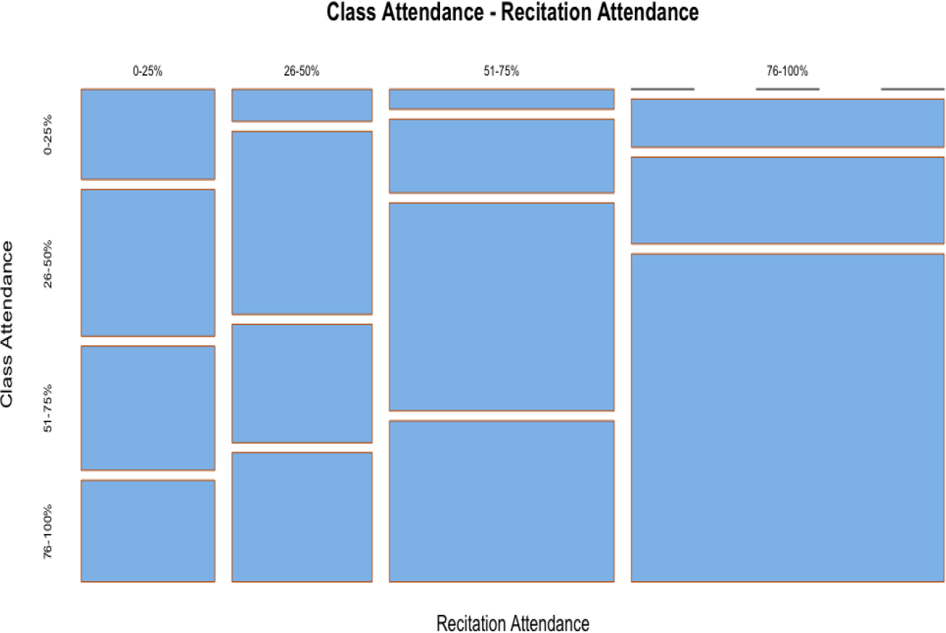 Class Attendance - Recitation Attendance
0-25%
26-50%
51-75%
76-100%
Class Attendance
0-25%
26-50%
51-75%
76-100%
Recitation Attendance